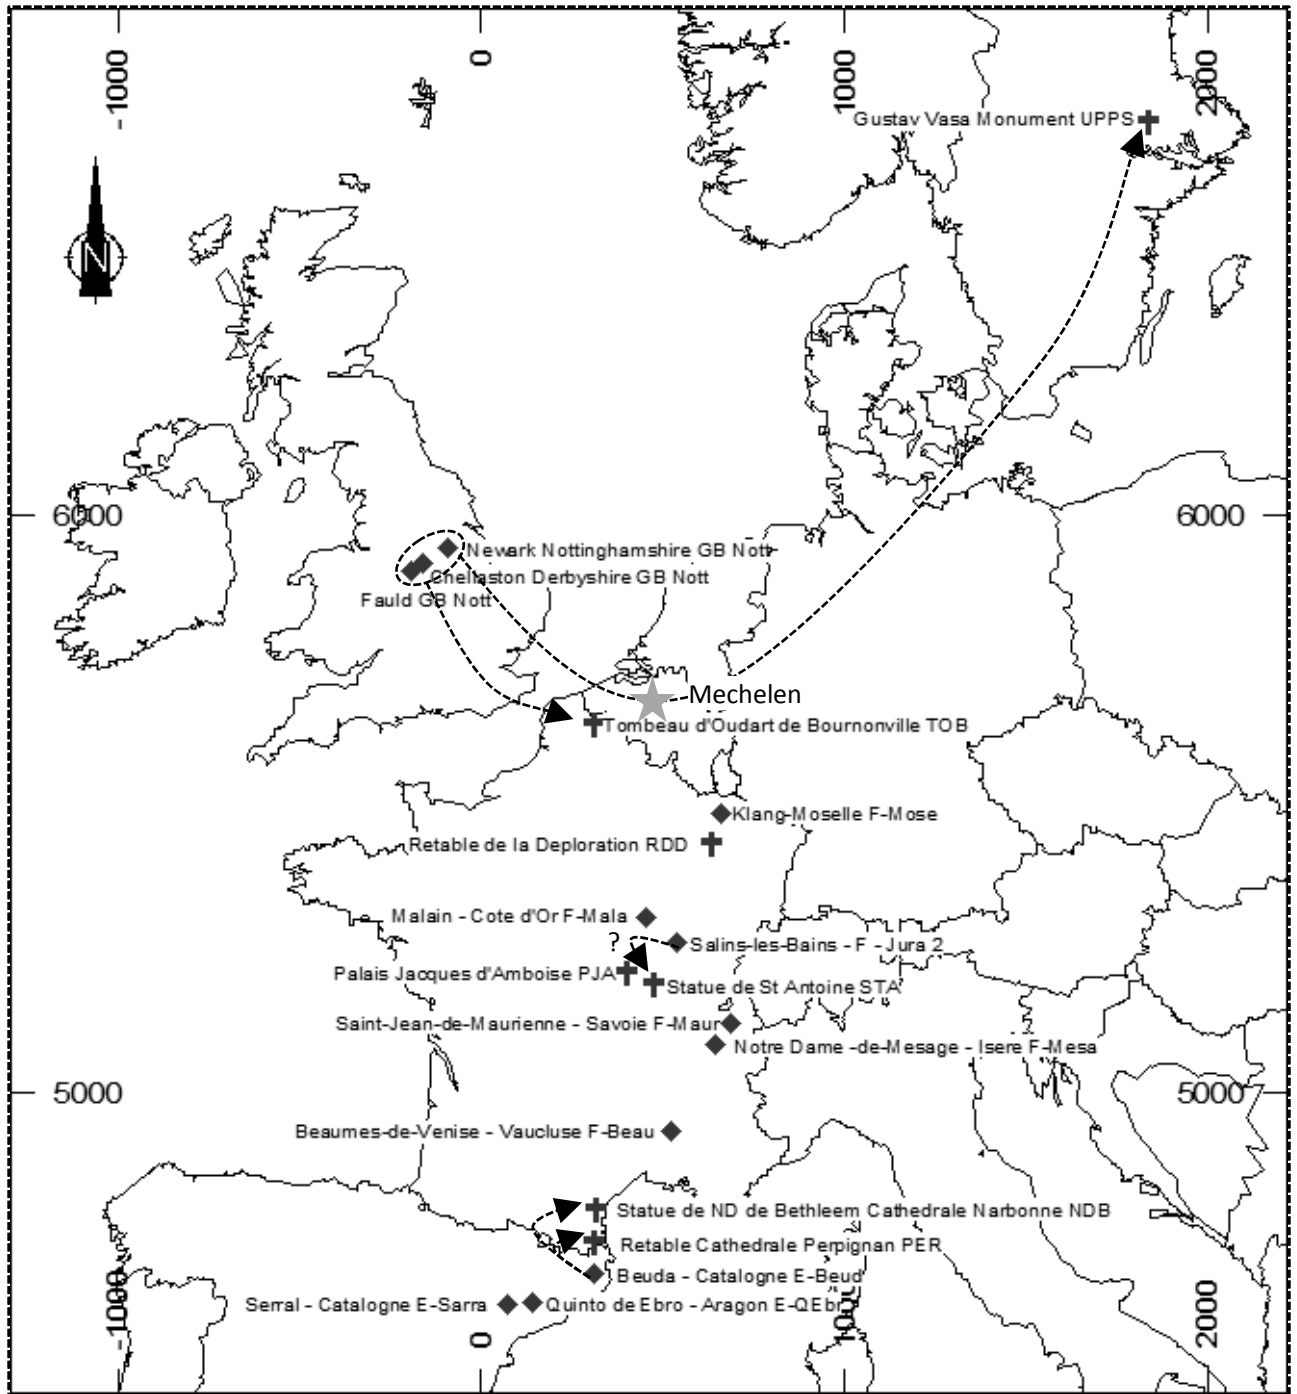 -1000
0
1000
2000
Gustav Vasa Monument UPPS
N
6000
6000
Newark Nottinghamshire GB Nott
Chellaston Derbyshire GB Nott
Fauld GB Nott
Mechelen
Tombeau d'Oudart de Bournonville TOB
Klang-Moselle F-Mose
Retable de la Deploration RDD
Malain - Cote d'Or F-Mala
?
Salins-les-Bains - F - Jura 2
Palais Jacques d'Amboise PJA
Statue de St Antoine STA
Saint-Jean-de-Maurienne - Savoie F-Maur
Notre Dame -de-Mesage - Isere F-Mesa
5000
5000
Beaumes-de-Venise - Vaucluse F-Beau
Statue de ND de Bethleem Cathedrale Narbonne NDB
Retable Cathedrale Perpignan PER
Beuda - Catalogne E-Beud
Serral - Catalogne E-Sarra
Quinto de Ebro - Aragon E-QEbr
-1000
0
1000
2000